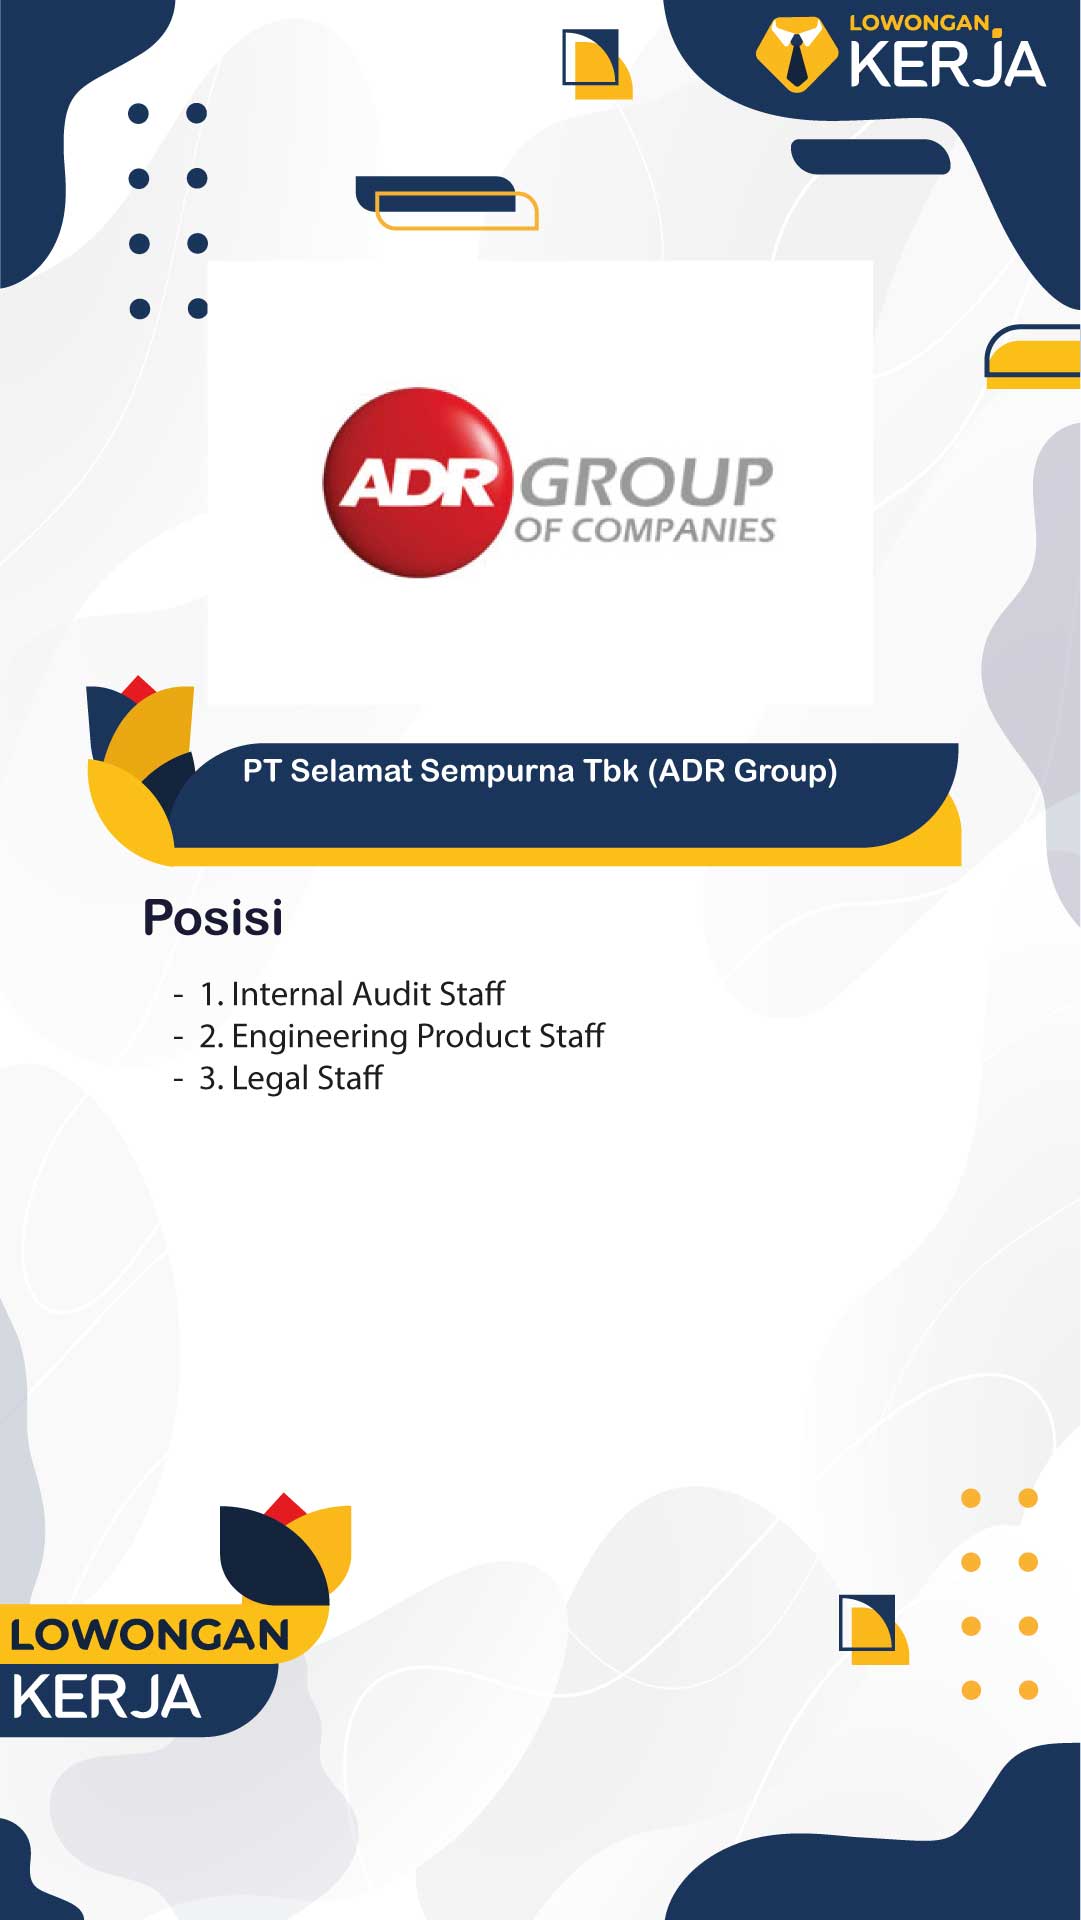 LOWONGAN
KERJA
ADR GROUP
OF COMPANIES
PT Selamat Sempurna Tbk (ADR Group)
Posisi
- 1. Internal Audit Staff
- 2. Engineering Product Staff
- 3. Legal Staff
LOWONGAN
KERJA